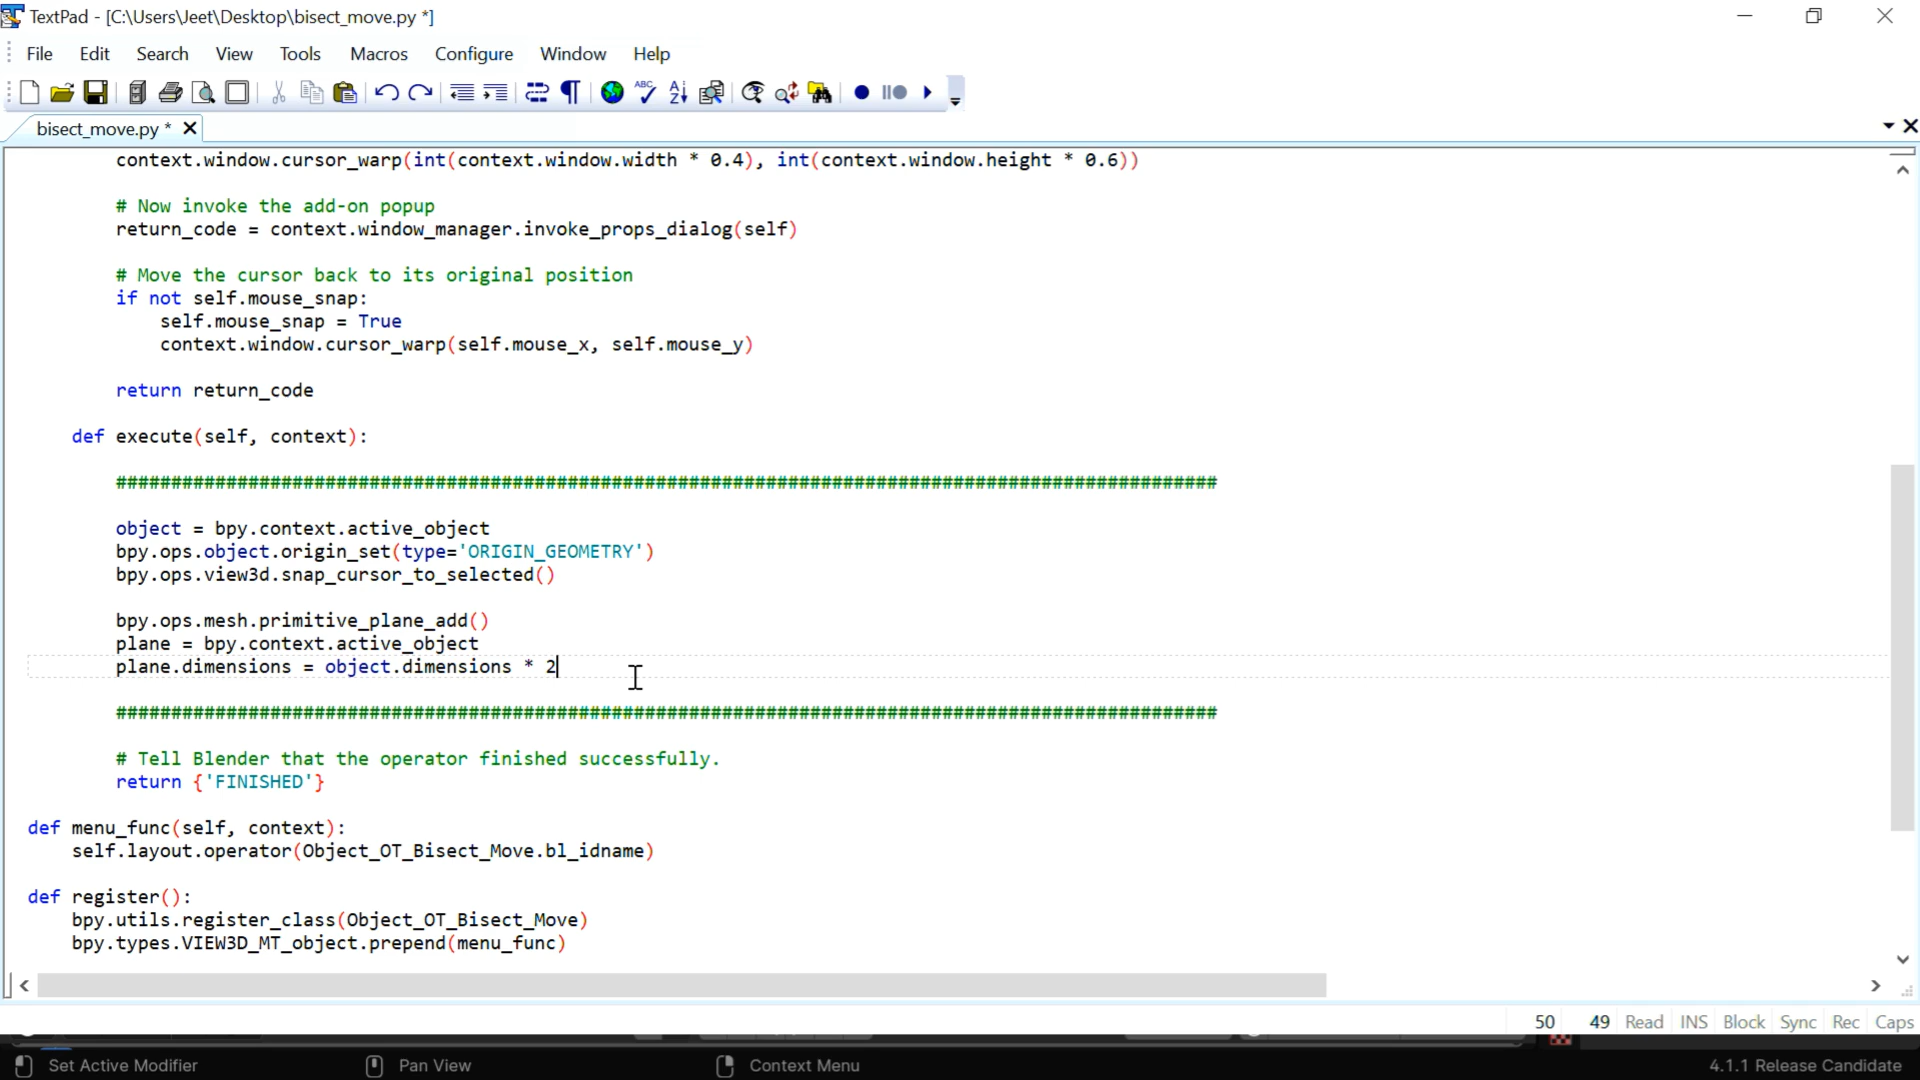 TextPad - [C:\Users\Jeet\Desktop\bisect_move.py *]
File Edit Search View Tools Macros Configure Window Help
bisect_move.py *
context.window.cursor_warp(int(context.window.width * 0.4), int(context.window.height * 0.6))
# Now invoke the add-on popup
return_code = context.window_manager.invoke_props_dialog(self)
# Move the cursor back to its original position
if not self.mouse_snap:
self.mouse_snap = True
context.window.cursor_warp(self.mouse_x, self.mouse_y)
return return_code
def execute(self, context):
####################################################################################################
object = bpy.context.active_object
bpy.ops.object.origin_set(type='ORIGIN_GEOMETRY')
bpy.ops.view3d.snap_cursor_to_selected()
bpy.ops.mesh.primitive_plane_add()
plane = bpy.context.active_object
plane.dimensions = object.dimensions * 2
####################################################################################################
# Tell Blender that the operator finished successfully.
return {'FINISHED'}
def menu_func(self, context):
self.layout.operator(Object_OT_Bisect_Move.bl_idname)
def register():
bpy.utils.register_class(Object_OT_Bisect_Move)
bpy.types.VIEW3D_MT_object.prepend(menu_func)
50 49 Read INS Block Sync Rec Caps
Set Active Modifier Pan View Context Menu 4.1.1 Release Candidate